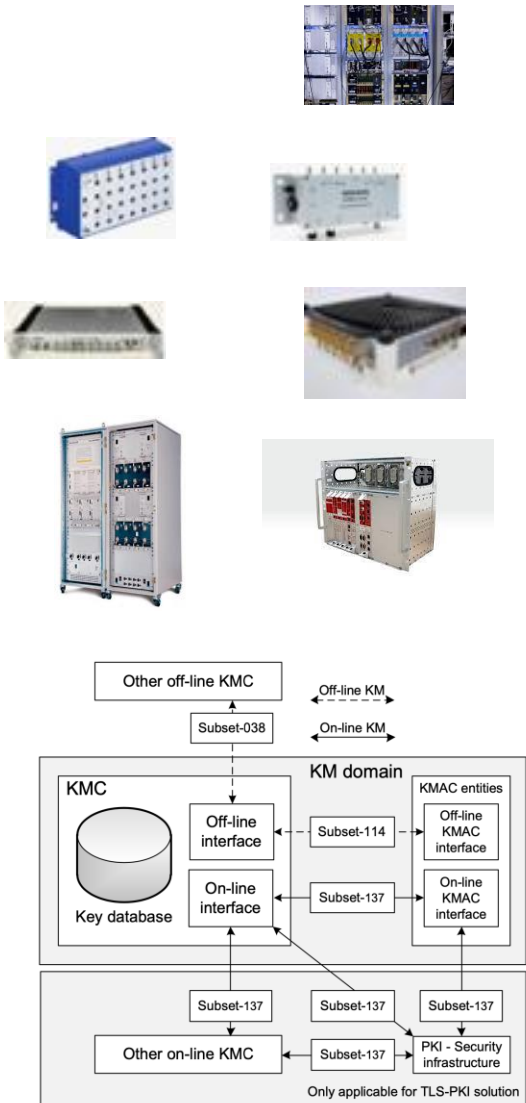 Other off-line KMC
Off-line KM
Subset-038
On-line KM
KM domain
KMC
KMAC entities
Off-line
interface
Subset-114
Off-line
KMAC
interface
Key database
On-line
interface
Subset-137
On-line
KMAC
interface
Subset-137
Subset-137
Subset-137
Other on-line KMC
Subset-137
PKI - Security
infrastructure
Only applicable for TLS-PKI solution